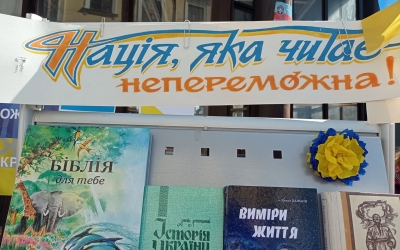 Нація, яка читає
непереможна!
БІБЛІЯ
для тебе
Історія
України
ВИМІРИ
ЖИТТЯ